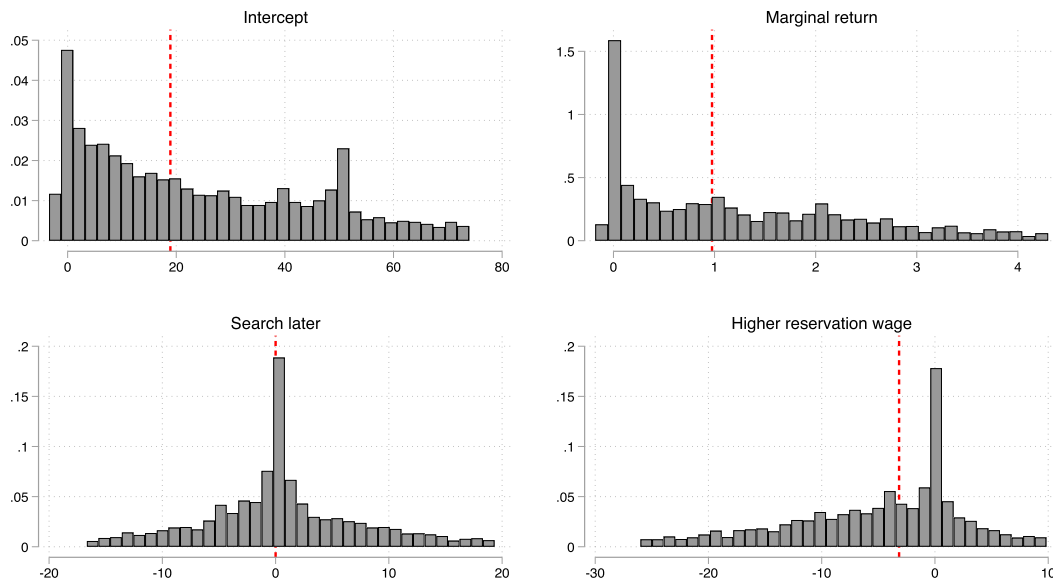 Intercept
.05
.04
.03
.02
.01
0
0 20 40 60 80
Marginal return
1.5
1
.5
0
0 1 2 3 4
Search later
.2
.15
.1
.05
0
-20 -10 0 10 20
Higher reservation wage
.2
.15
.1
.05
0
-30 -20 -10 0 10